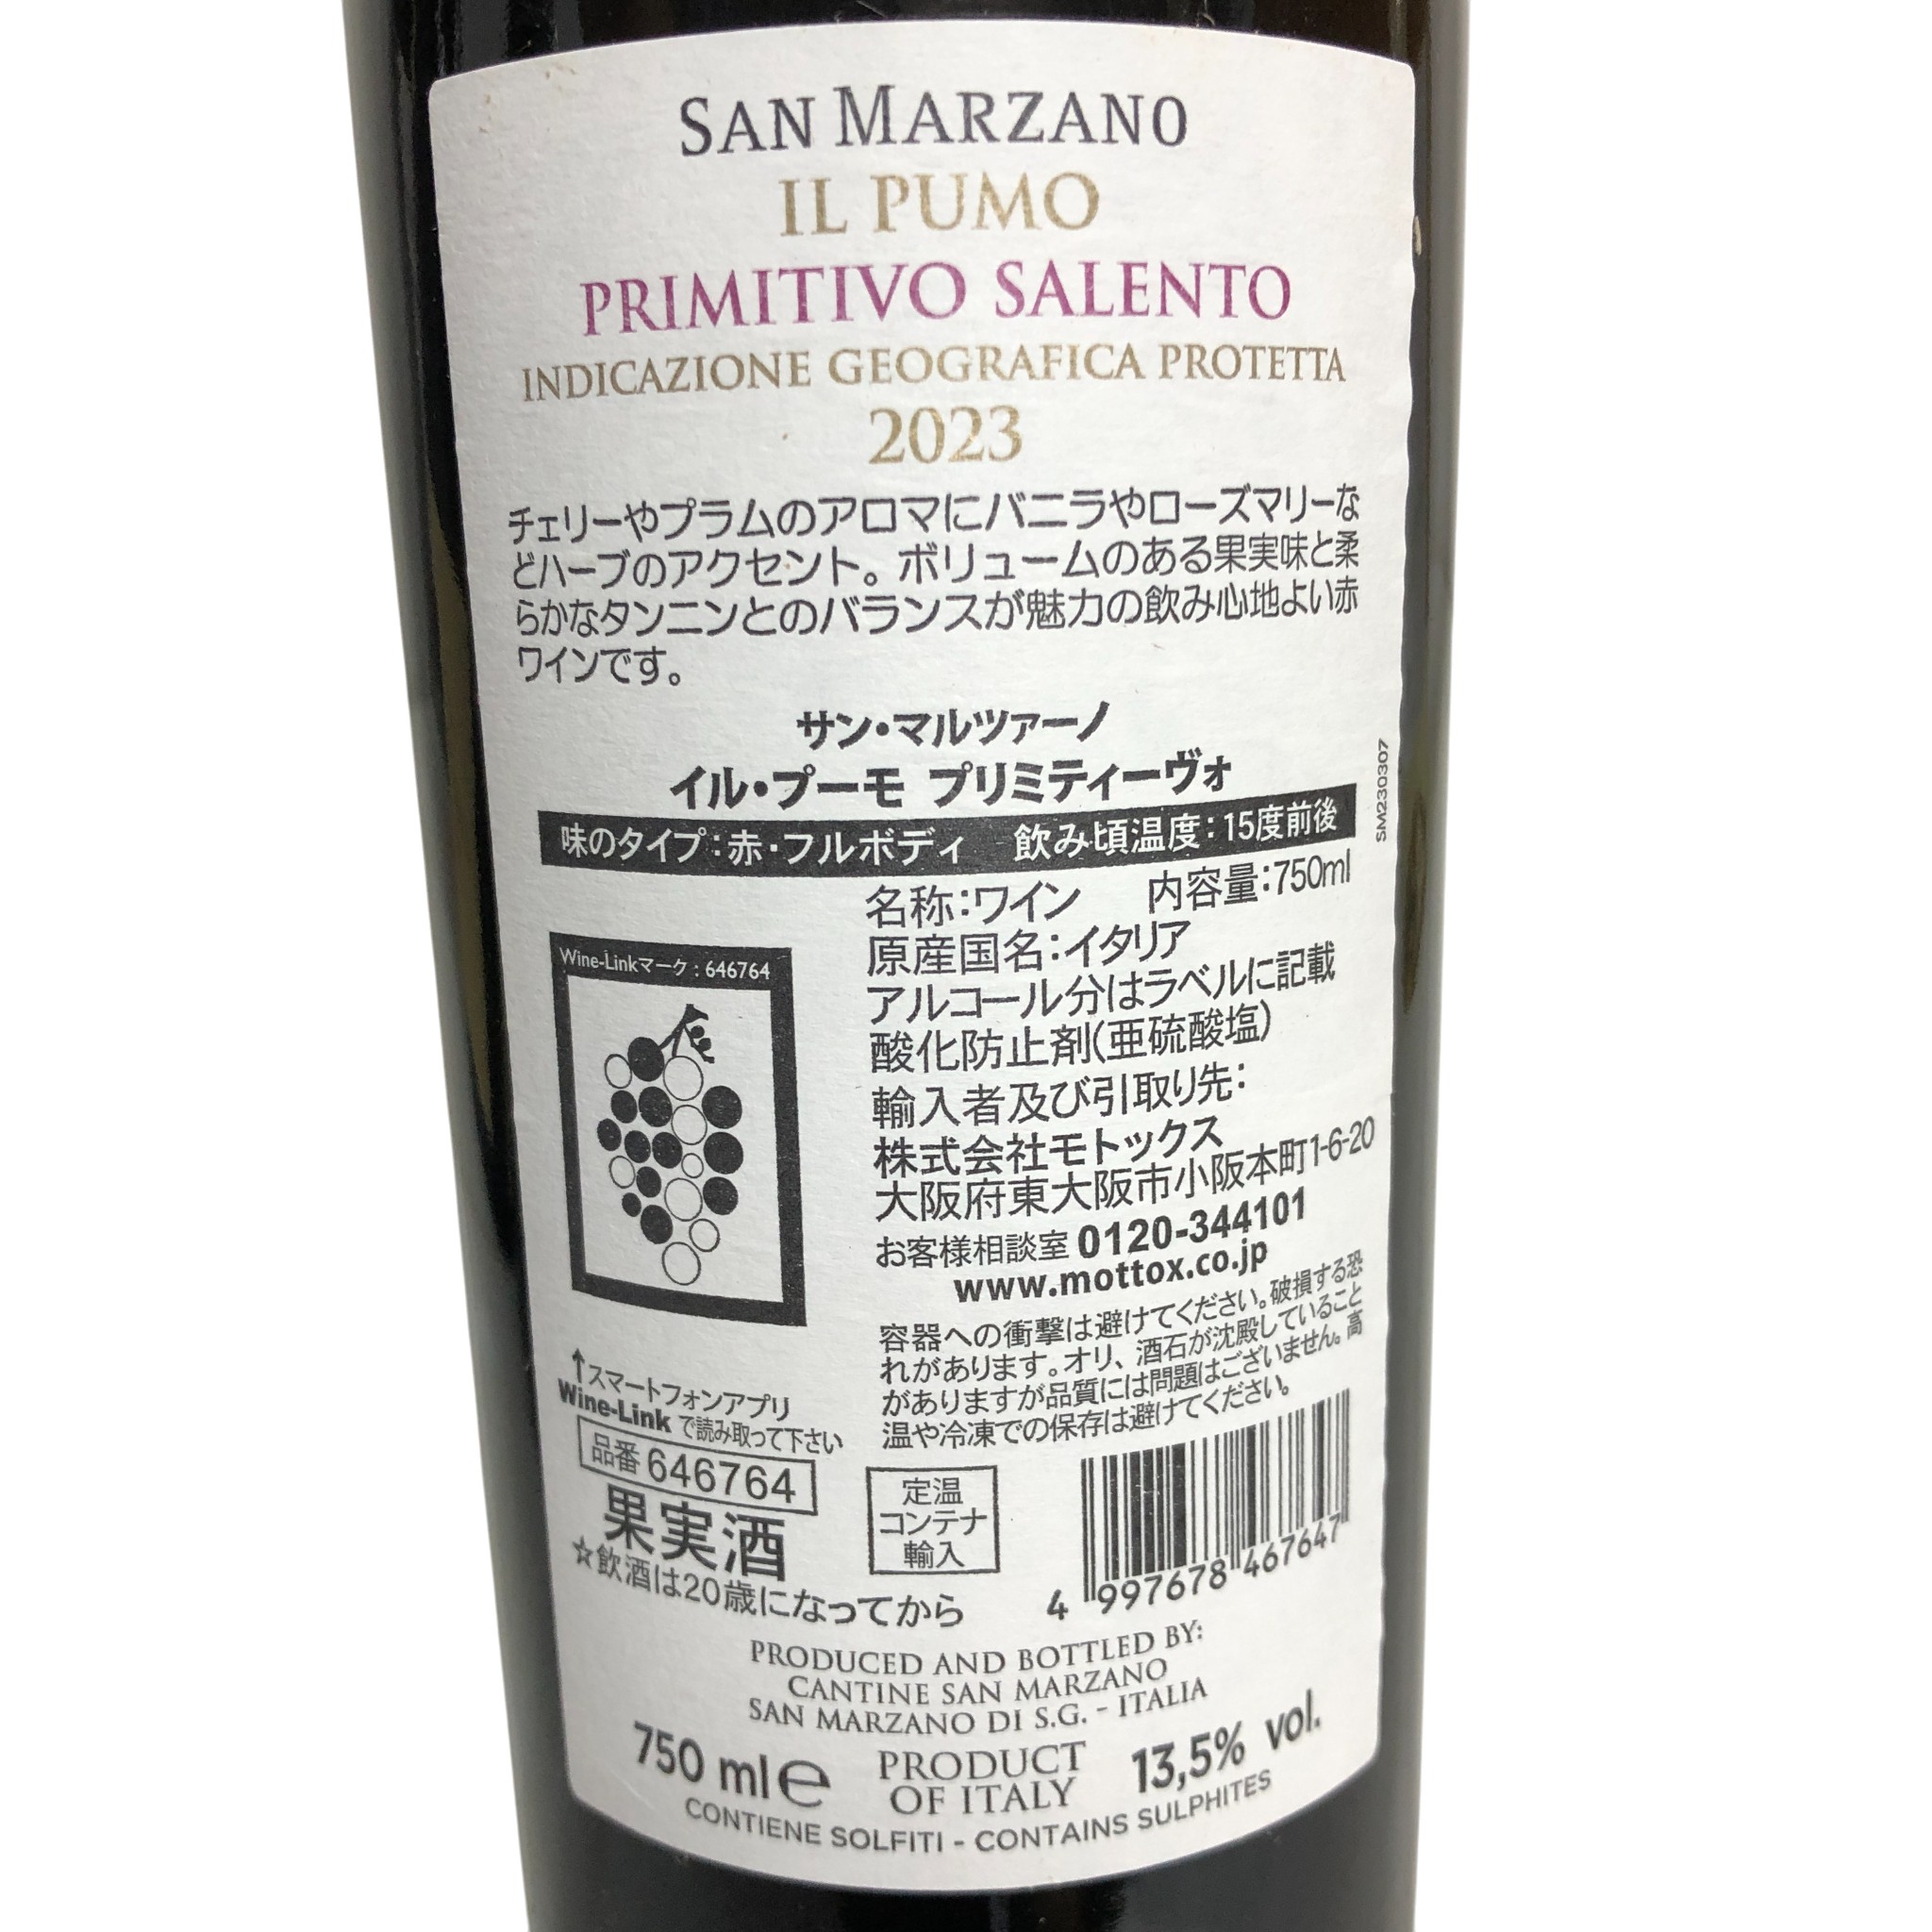 SAN MARZANO
IL PUMO
PRIMITIVO SALENTO
INDICAZIONE GEOGRAFICA PROTETTA
2023
チェリーやプラムのアロマにバニラやローズマリーな
どハーブのアクセント。ボリュームのある果実味と柔
らかなタンニンとのバランスが魅力の飲み心地よい赤
ワインです。
サン・マルツァーノ
イル・プーモ プリミティーヴォ
SM230307
味のタイプ:赤・フルボディ 飲み頃温度:15度前後
名称:ワイン 内容量:750ml
原産国名:イタリア
アルコール分はラベルに記載
酸化防止剤(亜硫酸塩)
輸入者及び引取り先:
株式会社モトックス
大阪府東大阪市小阪本町1-6-20
お客様相談室 0120-344101
www.mottox.co.jp
容器への衝撃は避けてください。破損する恐
れがあります。オリ、酒石が沈殿していること
がありますが品質には問題はございません。高
温や冷凍での保存は避けてください。
Wine-Linkマーク:646764
↑スマートフォンアプリ
Wine-Link で読み取って下さい
品番 646764
果実酒
☆飲酒は20歳になってから
定温
コンテナ
輸入
4 997678 467647
PRODUCED AND BOTTLED BY:
CANTINE SAN MARZANO
SAN MARZANO DI S.G. - ITALIA
750 ml e
PRODUCT
OF ITALY
13,5% vol.
CONTIENE SOLFITI - CONTAINS SULPHITES